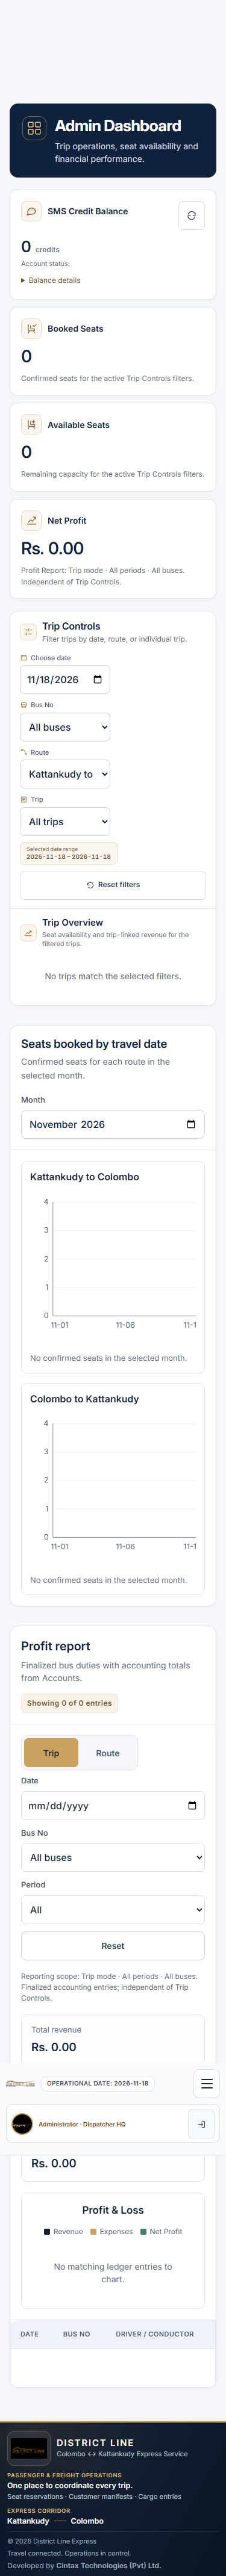 Admin Dashboard
Trip operations, seat availability and
financial performance.
SMS Credit Balance
0 credits
Account status:
Balance details
Booked Seats
0
Confirmed seats for the active Trip Controls filters.
Available Seats
0
Remaining capacity for the active Trip Controls filters.
Net Profit
Rs. 0.00
Profit Report: Trip mode · All periods · All buses.
Independent of Trip Controls.
Trip Controls
Filter trips by date, route, or individual trip.
Choose date
11/18/2026
Bus No
All buses
Route
Kattankudy to
Trip
All trips
Selected date range
2026-11-18 – 2026-11-18
Reset filters
Trip Overview
Seat availability and trip-linked revenue for the
filtered trips.
No trips match the selected filters.
Seats booked by travel date
Confirmed seats for each route in the
selected month.
Month
November 2026
Kattankudy to Colombo
4
3
2
1
0
11-01 11-06 11-1
No confirmed seats in the selected month.
Colombo to Kattankudy
4
3
2
1
0
11-01 11-06 11-1
No confirmed seats in the selected month.
Profit report
Finalized bus duties with accounting totals
from Accounts.
Showing 0 of 0 entries
Trip Route
Date
mm/dd/yyyy
Bus No
All buses
Period
All
Reset
Reporting scope: Trip mode · All periods · All buses.
Finalized accounting entries; independent of Trip
Controls.
Total revenue
Rs. 0.00
OPERATIONAL DATE: 2026-11-18
Administrator · Dispatcher HQ
Rs. 0.00
Profit & Loss
Revenue Expenses Net Profit
No matching ledger entries to
chart.
DATE BUS NO DRIVER / CONDUCTOR
DISTRICT LINE
DISTRICT LINE
Colombo ↔ Kattankudy Express Service
PASSENGER & FREIGHT OPERATIONS
One place to coordinate every trip.
Seat reservations · Customer manifests · Cargo entries
EXPRESS CORRIDOR
Kattankudy — Colombo
© 2026 District Line Express
Travel connected. Operations in control.
Developed by Cintax Technologies (Pvt) Ltd.